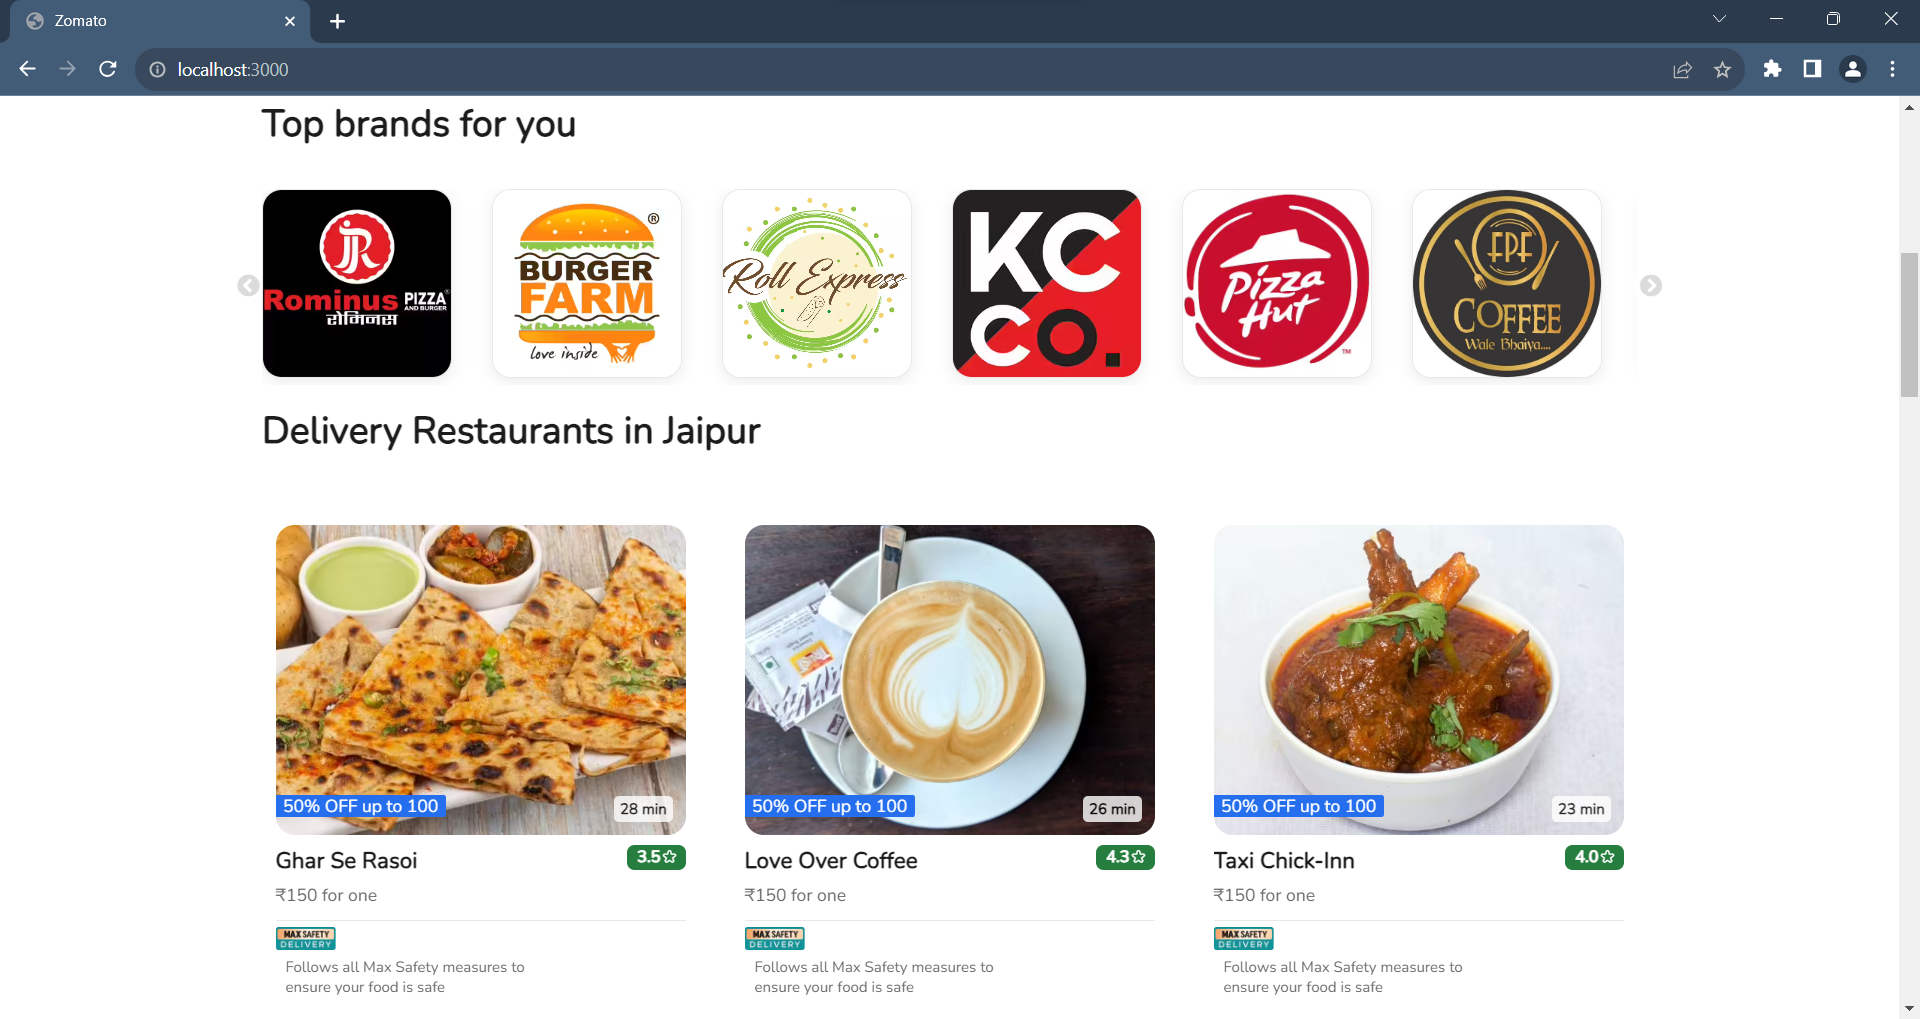 Zomato
localhost:3000
Top brands for you
Rominus PIZZA
AND BURGER
रोमिनस
®
BURGER
FARM
love inside
Roll Express
KC
CO.
Pizza
Hut
TM
FPF
COFFEE
Wale Bhaiya....
Delivery Restaurants in Jaipur
50% OFF up to 100
28 min
50% OFF up to 100
26 min
50% OFF up to 100
23 min
Ghar Se Rasoi
3.5
Love Over Coffee
4.3
Taxi Chick-Inn
4.0
₹150 for one
₹150 for one
₹150 for one
MAX SAFETY
DELIVERY
MAX SAFETY
DELIVERY
MAX SAFETY
DELIVERY
Follows all Max Safety measures to
ensure your food is safe
Follows all Max Safety measures to
ensure your food is safe
Follows all Max Safety measures to
ensure your food is safe